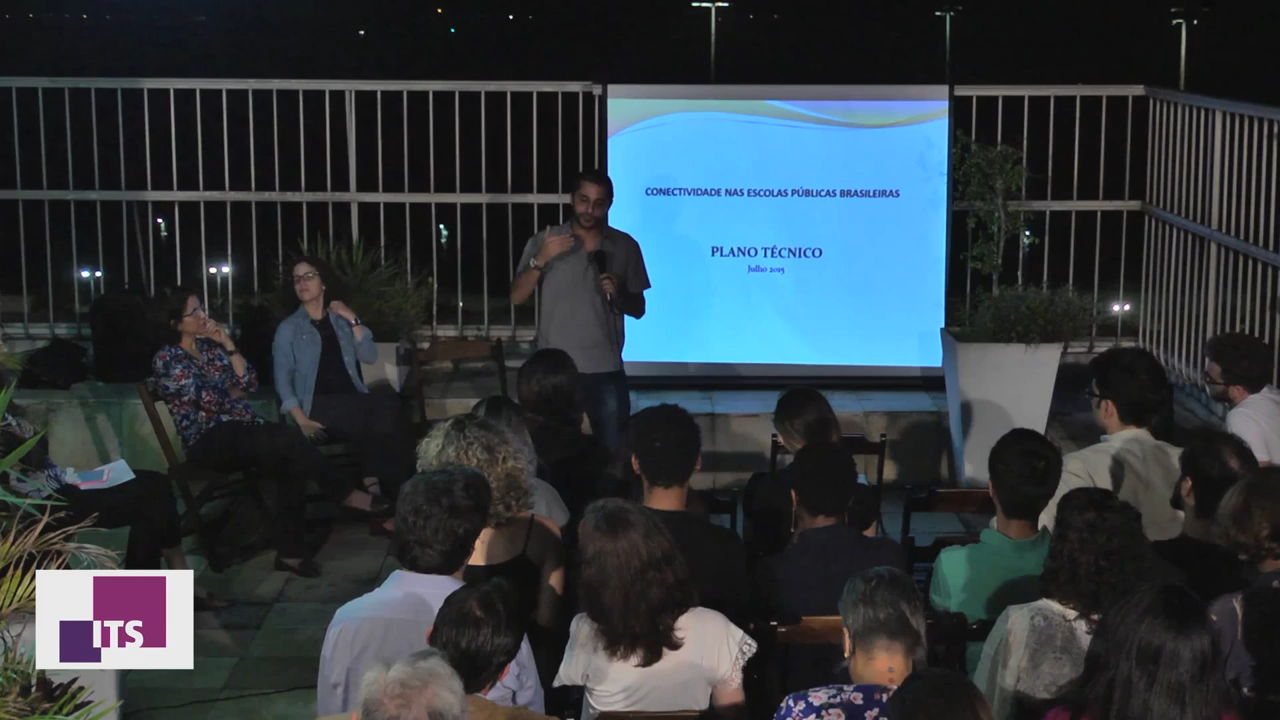 CONECTIVIDADE NAS ESCOLAS PÚBLICAS BRASILEIRAS
PLANO TÉCNICO
Julho 2015
ITS